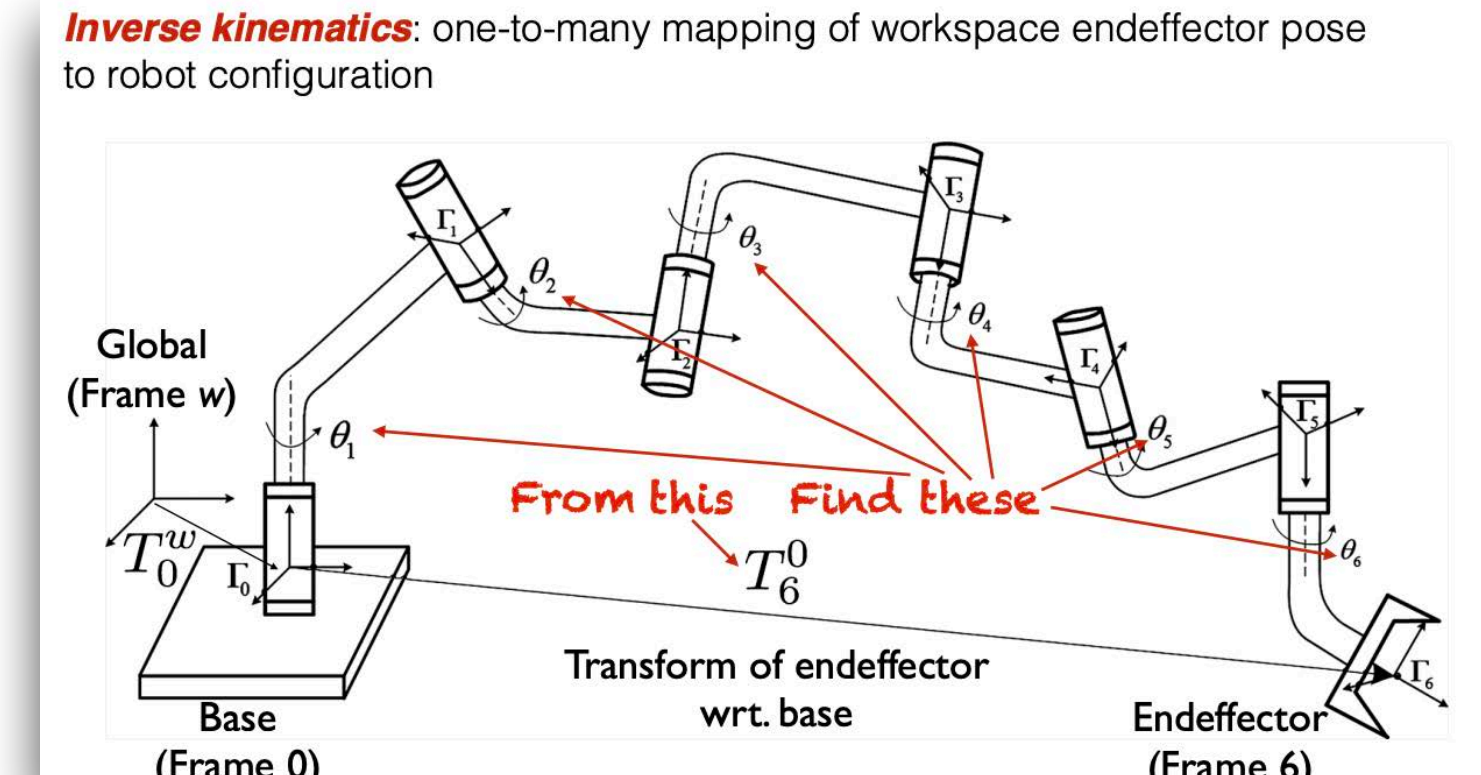 Inverse kinematics: one-to-many mapping of workspace endeffector pose
to robot configuration
Γ₃
Γ₁
θ₃
θ₂
θ₄
Global
(Frame w)
Γ₂
Γ₄
θ₁
θ₅
Γ₅
From this Find these
T₀ʷ
Γ₀
T₆⁰
θ₆
Transform of endeffector
wrt. base
Γ₆
Base
(Frame 0)
Endeffector
(Frame 6)